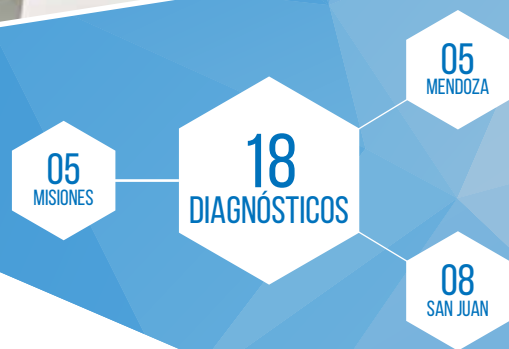 05
MENDOZA
18
DIAGNÓSTICOS
05
MISIONES
08
SAN JUAN